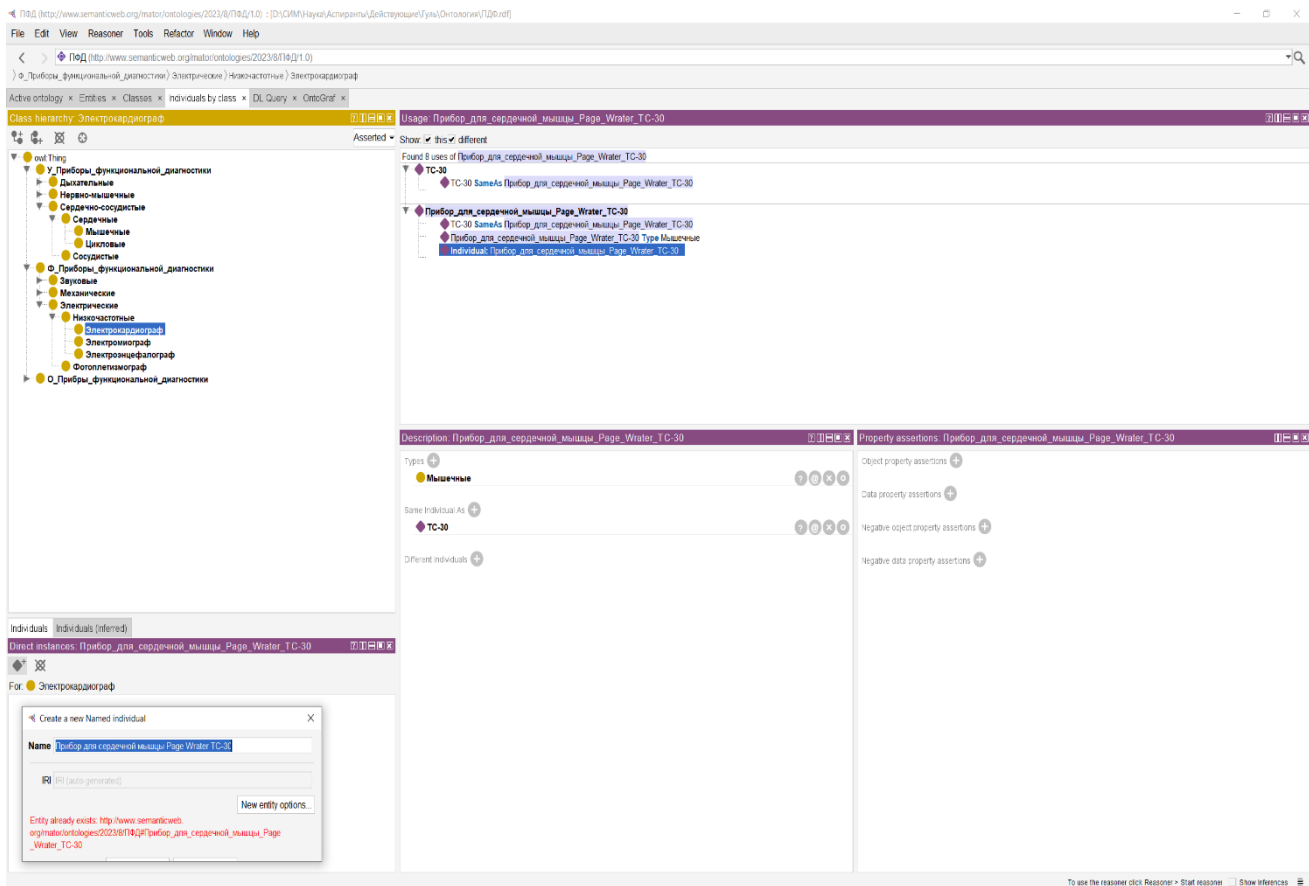 ПФД (http://www.semanticweb.org/mator/ontologies/2023/8/ПФД/1.0) : [D:\СИМ\Наука\Аспиранты\Действующие\Гуль\Онтология\ПДФ.rdf]
File Edit View Reasoner Tools Refactor Window Help
ПФД (http://www.semanticweb.org/mator/ontologies/2023/8/ПФД/1.0)
Ф_Приборы_функциональной_диагностики Электрические Низкочастотные Электрокардиограф
Active ontology × Entities × Classes × Individuals by class × DL Query × OntoGraf ×
Class hierarchy: Электрокардиограф
Asserted
owl:Thing
У_Приборы_функциональной_диагностики
Дыхательные
Нервно-мышечные
Сердечно-сосудистые
Сердечные
Мышечные
Цикловые
Сосудистые
Ф_Приборы_функциональной_диагностики
Звуковые
Механические
Электрические
Низкочастотные
Электрокардиограф
Электромиограф
Электроэнцефалограф
Фотоплетизмограф
О_Прибры_функциональной_диагностики
Usage: Прибор_для_сердечной_мышцы_Page_Wrater_TC-30
Show: this different
Found 8 uses of Прибор_для_сердечной_мышцы_Page_Wrater_TC-30
TC-30
TC-30 SameAs Прибор_для_сердечной_мышцы_Page_Wrater_TC-30
Прибор_для_сердечной_мышцы_Page_Wrater_TC-30
TC-30 SameAs Прибор_для_сердечной_мышцы_Page_Wrater_TC-30
Прибор_для_сердечной_мышцы_Page_Wrater_TC-30 Type Мышечные
Individual: Прибор_для_сердечной_мышцы_Page_Wrater_TC-30
Description: Прибор_для_сердечной_мышцы_Page_Wrater_TC-30
Types
Мышечные
Same Individual As
TC-30
Different Individuals
Property assertions: Прибор_для_сердечной_мышцы_Page_Wrater_TC-30
Object property assertions
Data property assertions
Negative object property assertions
Negative data property assertions
Individuals Individuals (inferred)
Direct instances: Прибор_для_сердечной_мышцы_Page_Wrater_TC-30
For: Электрокардиограф
Create a new Named individual
Name Прибор для сердечной мышцы Page Wrater TC-30
IRI IRI (auto-generated)
New entity options...
Entity already exists: http://www.semanticweb.
org/mator/ontologies/2023/8/ПФД#Прибор_для_сердечной_мышцы_Page
_Wrater_TC-30
To use the reasoner click Reasoner > Start reasoner Show Inferences